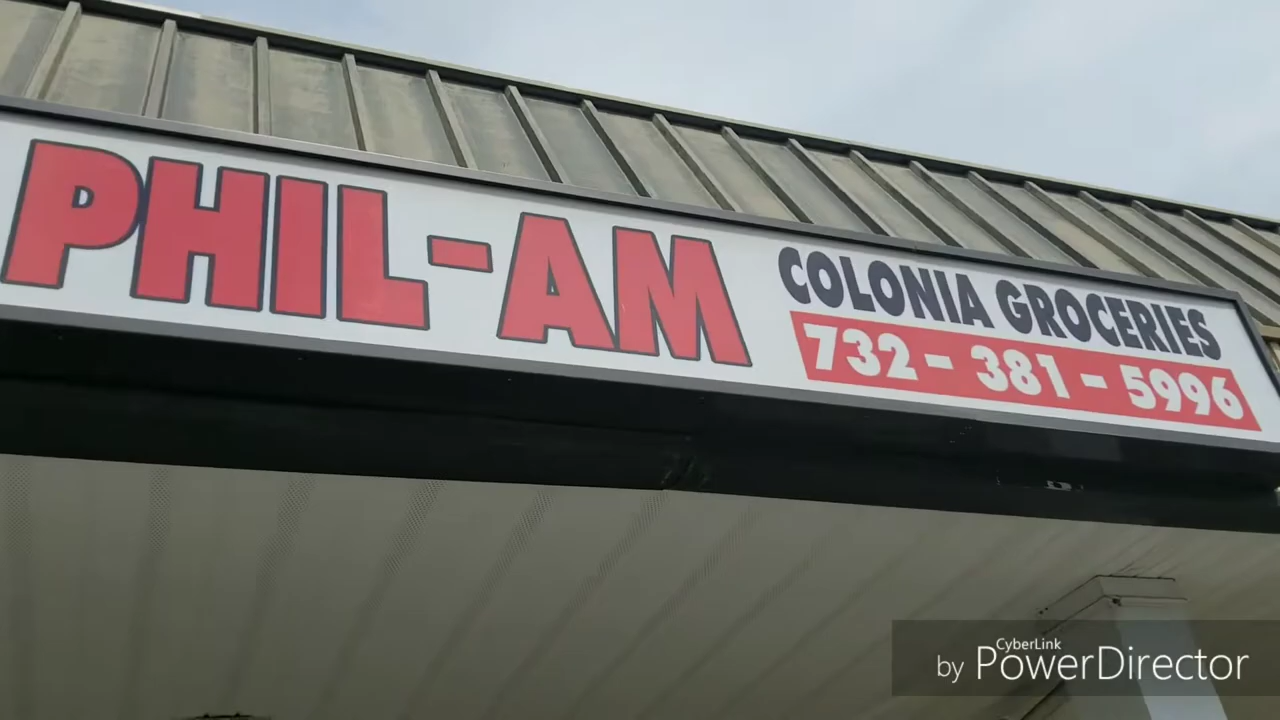 PHIL-AM
COLONIA GROCERIES
732-381-5996
CyberLink
by PowerDirector